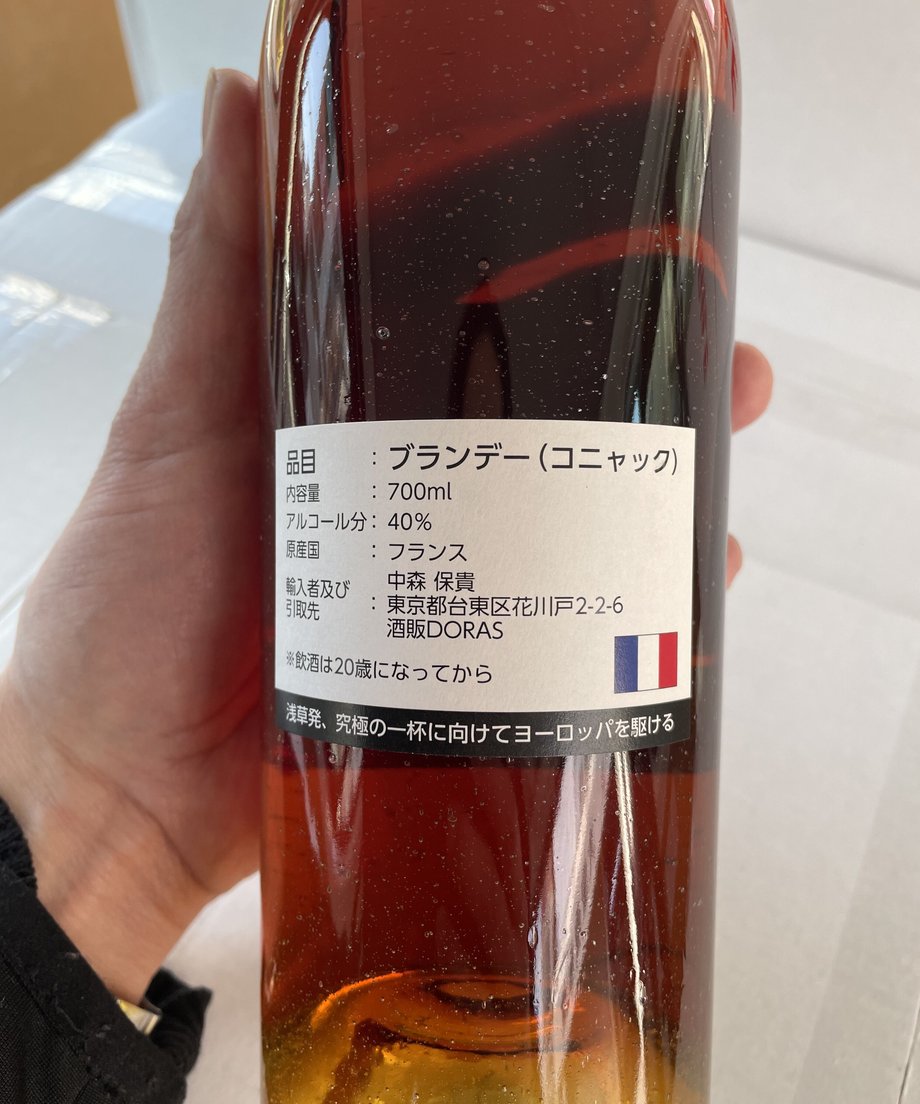 品目 : ブランデー(コニャック)
内容量 : 700ml
アルコール分 : 40%
原産国 : フランス
輸入者及び引取先 : 中森 保貴
東京都台東区花川戸2-2-6
酒販DORAS
※飲酒は20歳になってから
浅草発、究極の一杯に向けてヨーロッパを駆ける